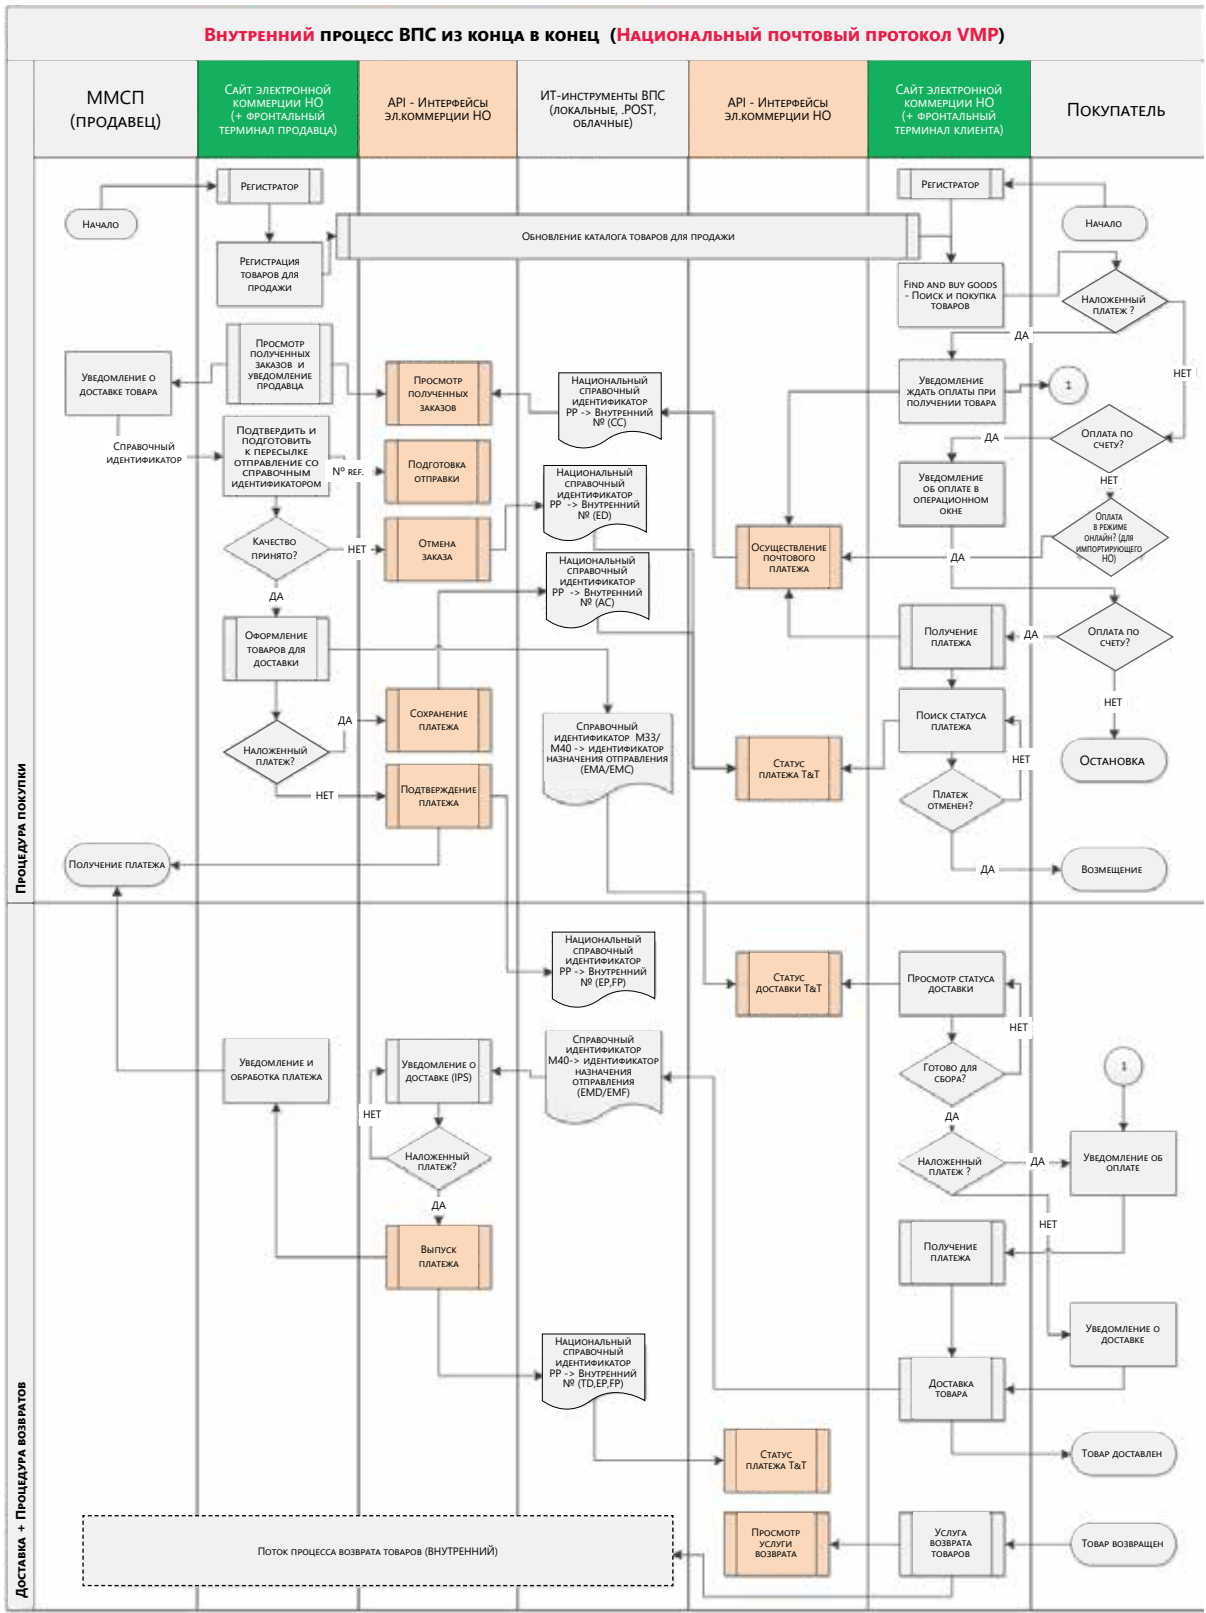 Внутренний процесс ВПС из конца в конец (Национальный почтовый протокол VMP)
ММСП
(продавец)
Сайт электронной
коммерции НО
(+ фронтальный
терминал продавца)
API - Интерфейсы
эл.коммерции НО
ИТ-инструменты ВПС
(локальные, .POST,
облачные)
API - Интерфейсы
эл.коммерции НО
Сайт электронной
коммерции НО
(+ фронтальный
терминал клиента)
Покупатель
Процедура покупки
Начало
Регистратор
Регистратор
Начало
Обновление каталога товаров для продажи
Регистрация
товаров для
продажи
Find and buy goods
- Поиск и покупка
товаров
Наложенный
платеж ?
ДА
НЕТ
Просмотр
полученных
заказов и
уведомление
продавца
Уведомление о
доставке товара
Просмотр
полученных
заказов
Национальный
справочный
идентификатор
PP -> Внутренний
№ (CC)
Уведомление
ждать оплаты при
получении товара
1
Справочный
идентификатор
Подтвердить и
подготовить
к пересылке
отправление со
справочным
идентификатором
Nº ref.
Подготовка
отправки
Национальный
справочный
идентификатор
PP -> Внутренний
№ (ED)
ДА
Оплата по
счету?
НЕТ
Уведомление
об оплате в
операционном
окне
Оплата
в режиме
онлайн? (для
импортирующего
НО)
ДА
Качество
принято?
НЕТ
Отмена
заказа
Осуществление
почтового
платежа
Национальный
справочный
идентификатор
PP -> Внутренний
№ (AC)
ДА
Оформление
товаров для
доставки
Получение
платежа
ДА
Оплата по
счету?
НЕТ
Сохранение
платежа
ДА
Наложенный
платеж?
НЕТ
Справочный
идентификатор M33/
M40 -> идентификатор
назначения отправления
(EMA/EMC)
Поиск статуса
платежа
НЕТ
Остановка
Статус
платежа T&T
Подтверждение
платежа
Платеж
отменен?
ДА
Возмещение
Получение платежа
Доставка + Процедура возвратов
Национальный
справочный
идентификатор
PP -> Внутренний
№ (EP,FP)
Статус
доставки T&T
Просмотр статуса
доставки
НЕТ
Уведомление и
обработка платежа
Уведомление о
доставке (IPS)
Справочный
идентификатор
M40-> идентификатор
назначения
отправления
(EMD/EMF)
Готово для
сбора?
1
НЕТ
ДА
Наложенный
платеж?
ДА
Наложенный
платеж ?
ДА
Уведомление об
оплате
НЕТ
Выпуск
платежа
Получение
платежа
Национальный
справочный
идентификатор
PP -> Внутренний
№ (TD,EP,FP)
Уведомление о
доставке
Доставка
товара
Статус
платежа T&T
Товар доставлен
Поток процесса возврата товаров (внутренний)
Просмотр
услуги
возврата
Услуга
возврата
товаров
Товар возвращен